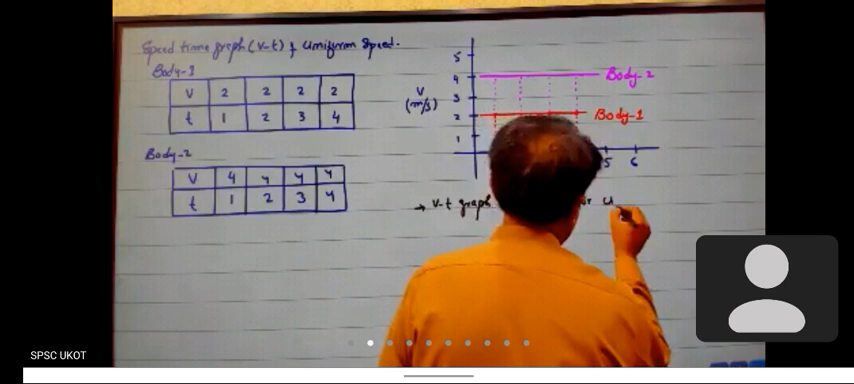 Speed time graph (v-t) of Uniform Speed.
Body-1
V 2 2 2 2
t 1 2 3 4
Body-2
V 4 4 4 4
t 1 2 3 4
5
4
3
2
1
V
(m/s)
Body-2
Body-1
5 6
→ v-t graph
U
SPSC UKOT